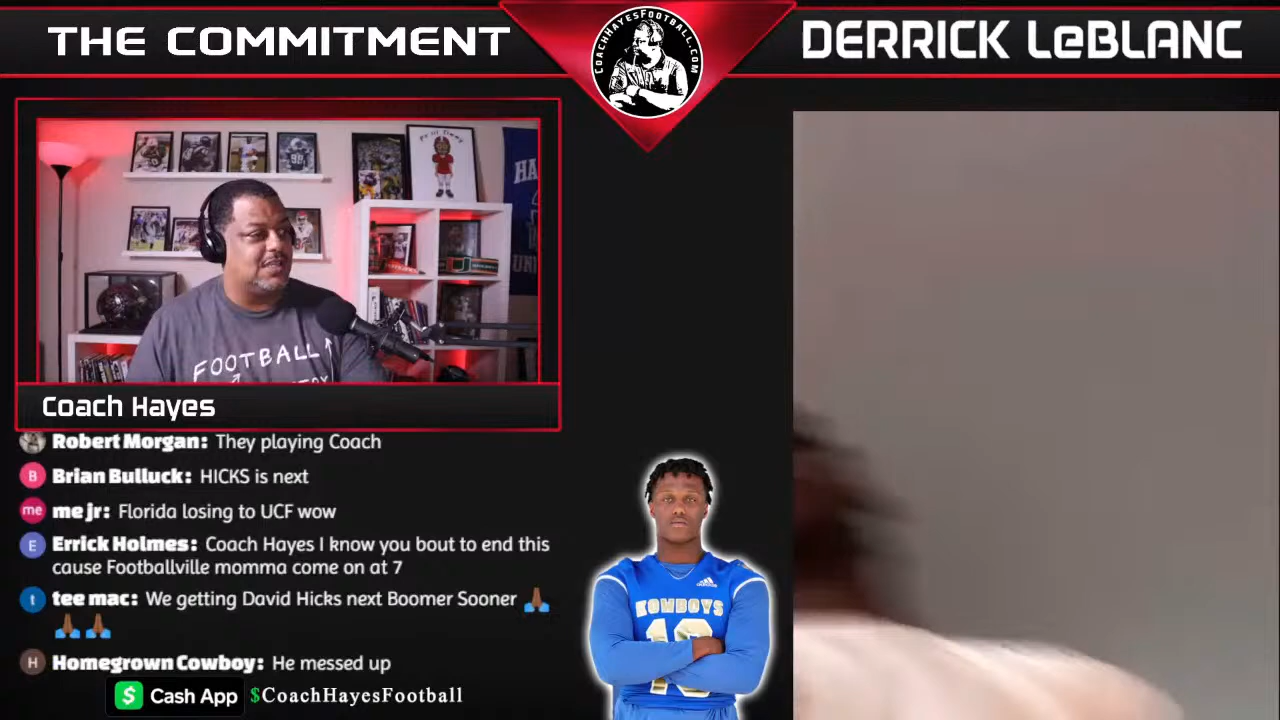 THE COMMITMENT
COACHHAYESFOOTBALL.COM
DERRICK LeBLANC
HA
UNI
FOOTBALL
Coach Hayes
Robert Morgan: They playing Coach
B Brian Bulluck: HICKS is next
me me jr: Florida losing to UCF wow
E Errick Holmes: Coach Hayes I know you bout to end this
cause Footballville momma come on at 7
t tee mac: We getting David Hicks next Boomer Sooner 🙏🏾
🙏🏾🙏🏾
H Homegrown Cowboy: He messed up
$ Cash App $CoachHayesFootball
KOWBOYS